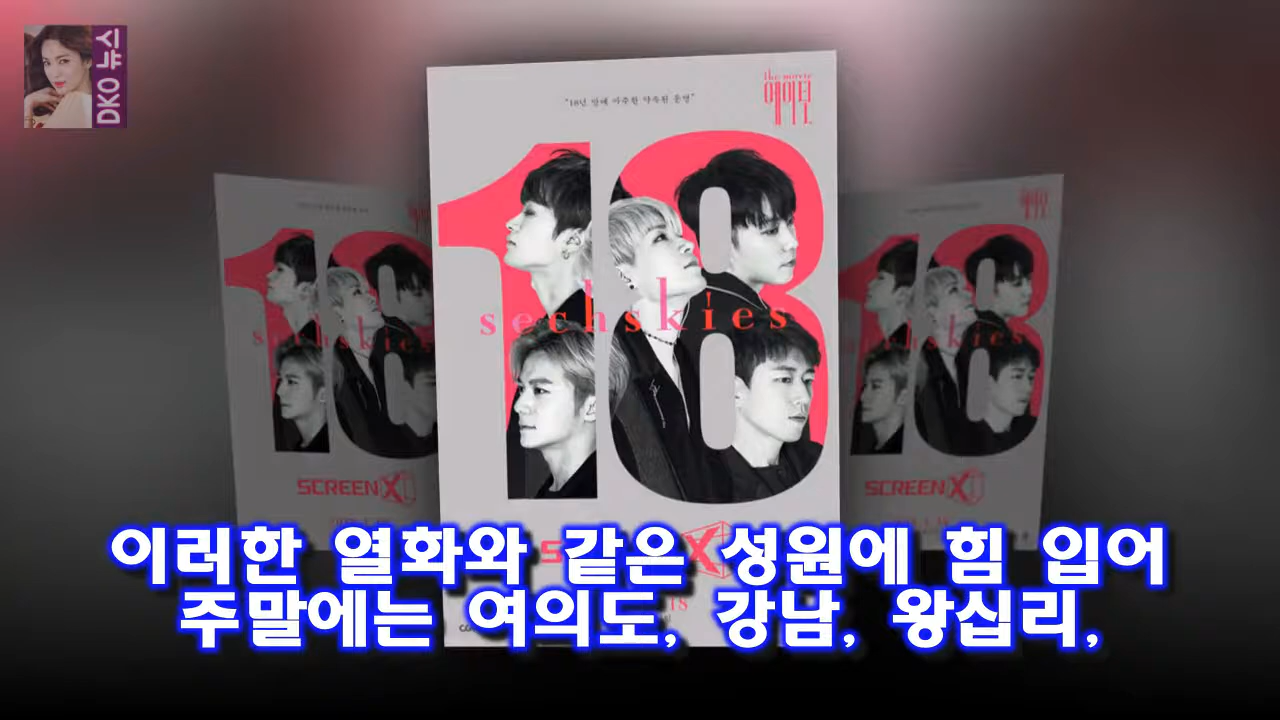 DKO 뉴스
"18년 만에 마주한 약속된 운명"
the movie
에이틴
18
sechskies
sechskies
sechskies
SCREEN X
SCREEN X
이러한 열화와 같은 성원에 힘 입어
주말에는 여의도, 강남, 왕십리,